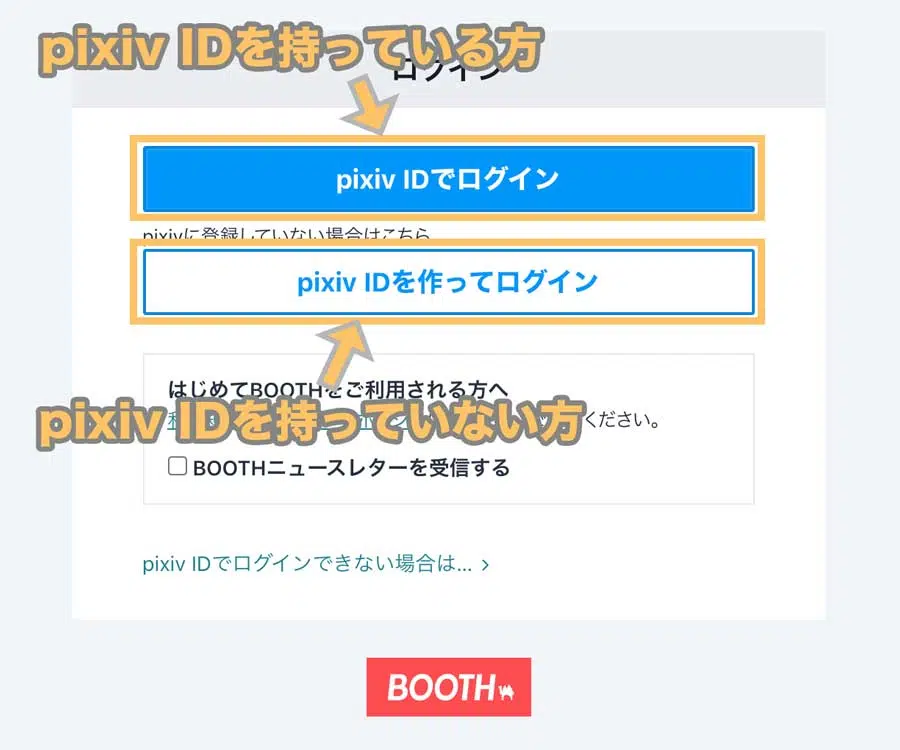 pixiv IDを持っている方
ログイン
pixiv IDでログイン
pixivに登録していない場合はこちら
pixiv IDを作ってログイン
はじめてBOOTHをご利用される方へ
pixiv IDを持っていない方
ください。
BOOTHニュースレターを受信する
pixiv IDでログインできない場合は... >
BOOTH